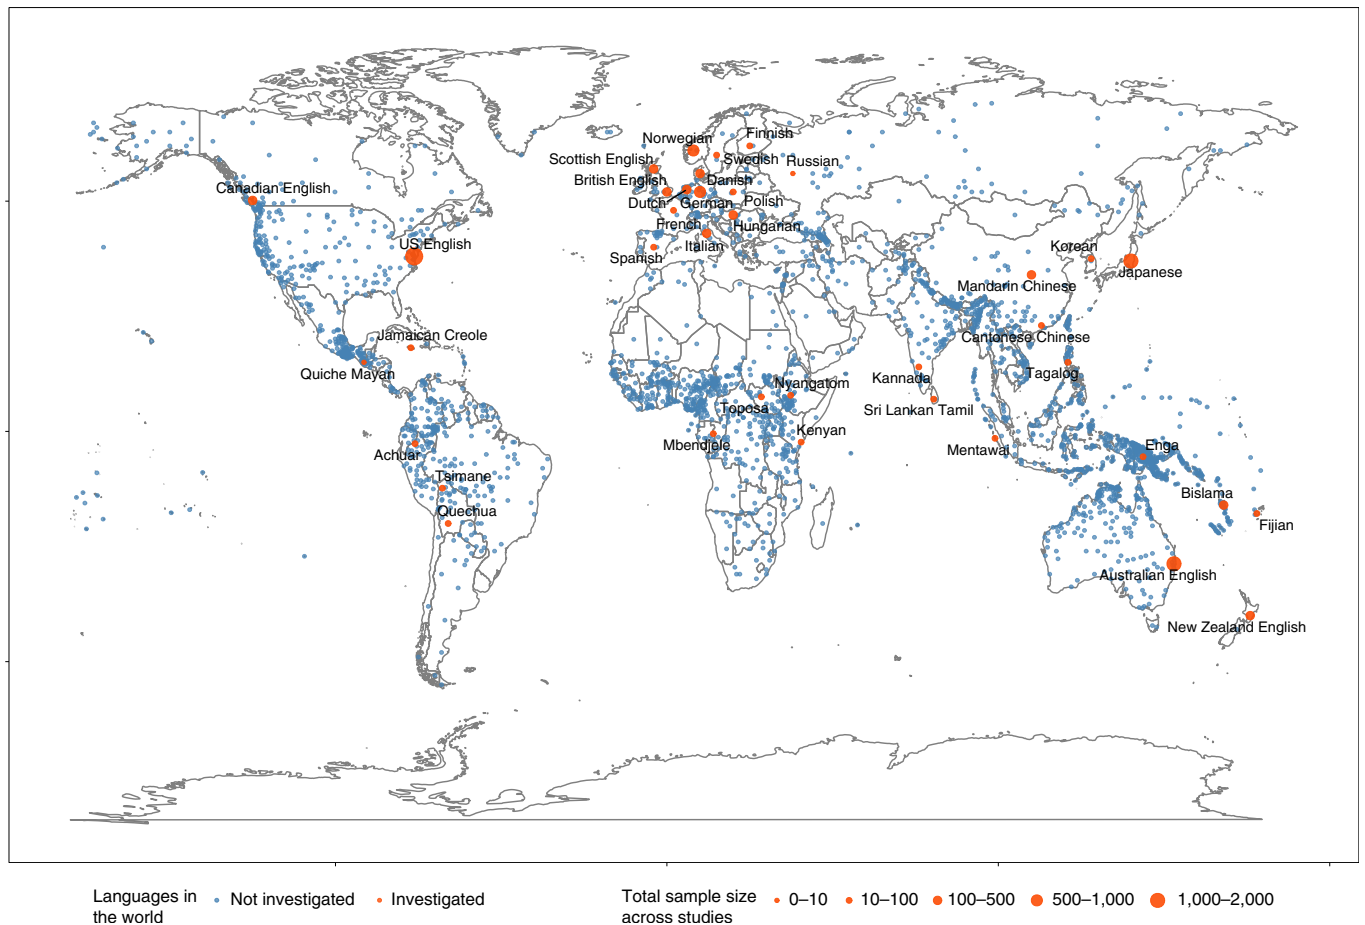 Norwegian
Finnish
Scottish English
Swedish
Russian
British English
Danish
Canadian English
Dutch
German
Polish
French
Hungarian
US English
Italian
Korean
Spanish
Japanese
Mandarin Chinese
Jamaican Creole
Cantonese Chinese
Quiche Mayan
Kannada
Tagalog
Nyangatom
Toposa
Sri Lankan Tamil
Kenyan
Mbendjele
Enga
Achuar
Mentawai
Tsimane
Bislama
Quechua
Fijian
Australian English
New Zealand English
Languages in
the world
Not investigated
Investigated
Total sample size
across studies
0–10
10–100
100–500
500–1,000
1,000–2,000